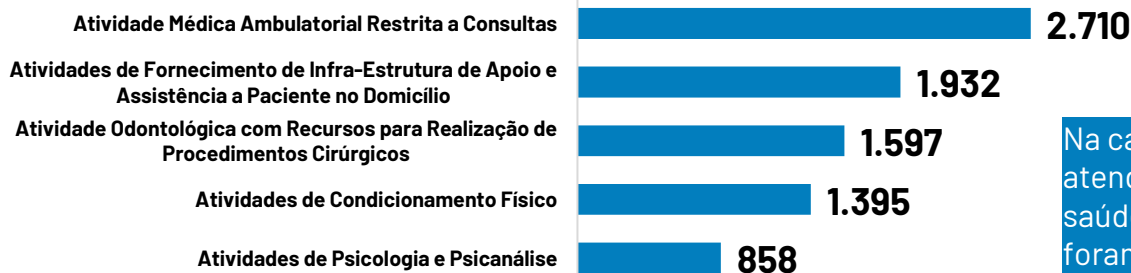 Atividade Médica Ambulatorial Restrita a Consultas
2.710
Atividades de Fornecimento de Infra-Estrutura de Apoio e
Assistência a Paciente no Domicílio
1.932
Atividade Odontológica com Recursos para Realização de
Procedimentos Cirúrgicos
1.597
Atividades de Condicionamento Físico
1.395
Atividades de Psicologia e Psicanálise
858
Na